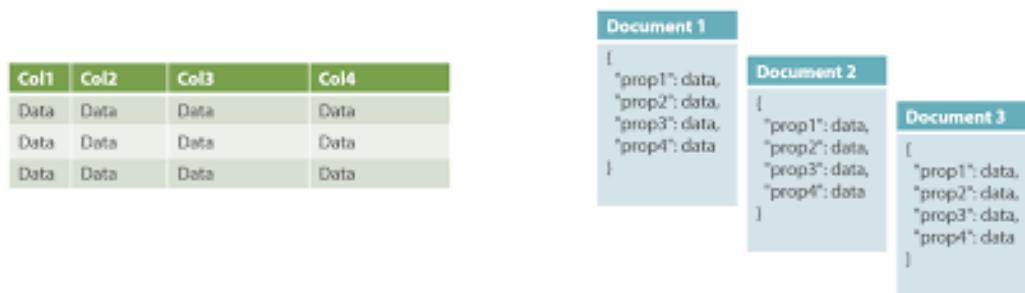 Col1 Col2 Col3 Col4
Data Data Data Data
Data Data Data Data
Data Data Data Data
Document 1
{
"prop1": data,
"prop2": data,
"prop3": data,
"prop4": data
}
Document 2
{
"prop1": data,
"prop2": data,
"prop3": data,
"prop4": data
}
Document 3
{
"prop1": data,
"prop2": data,
"prop3": data,
"prop4": data
}